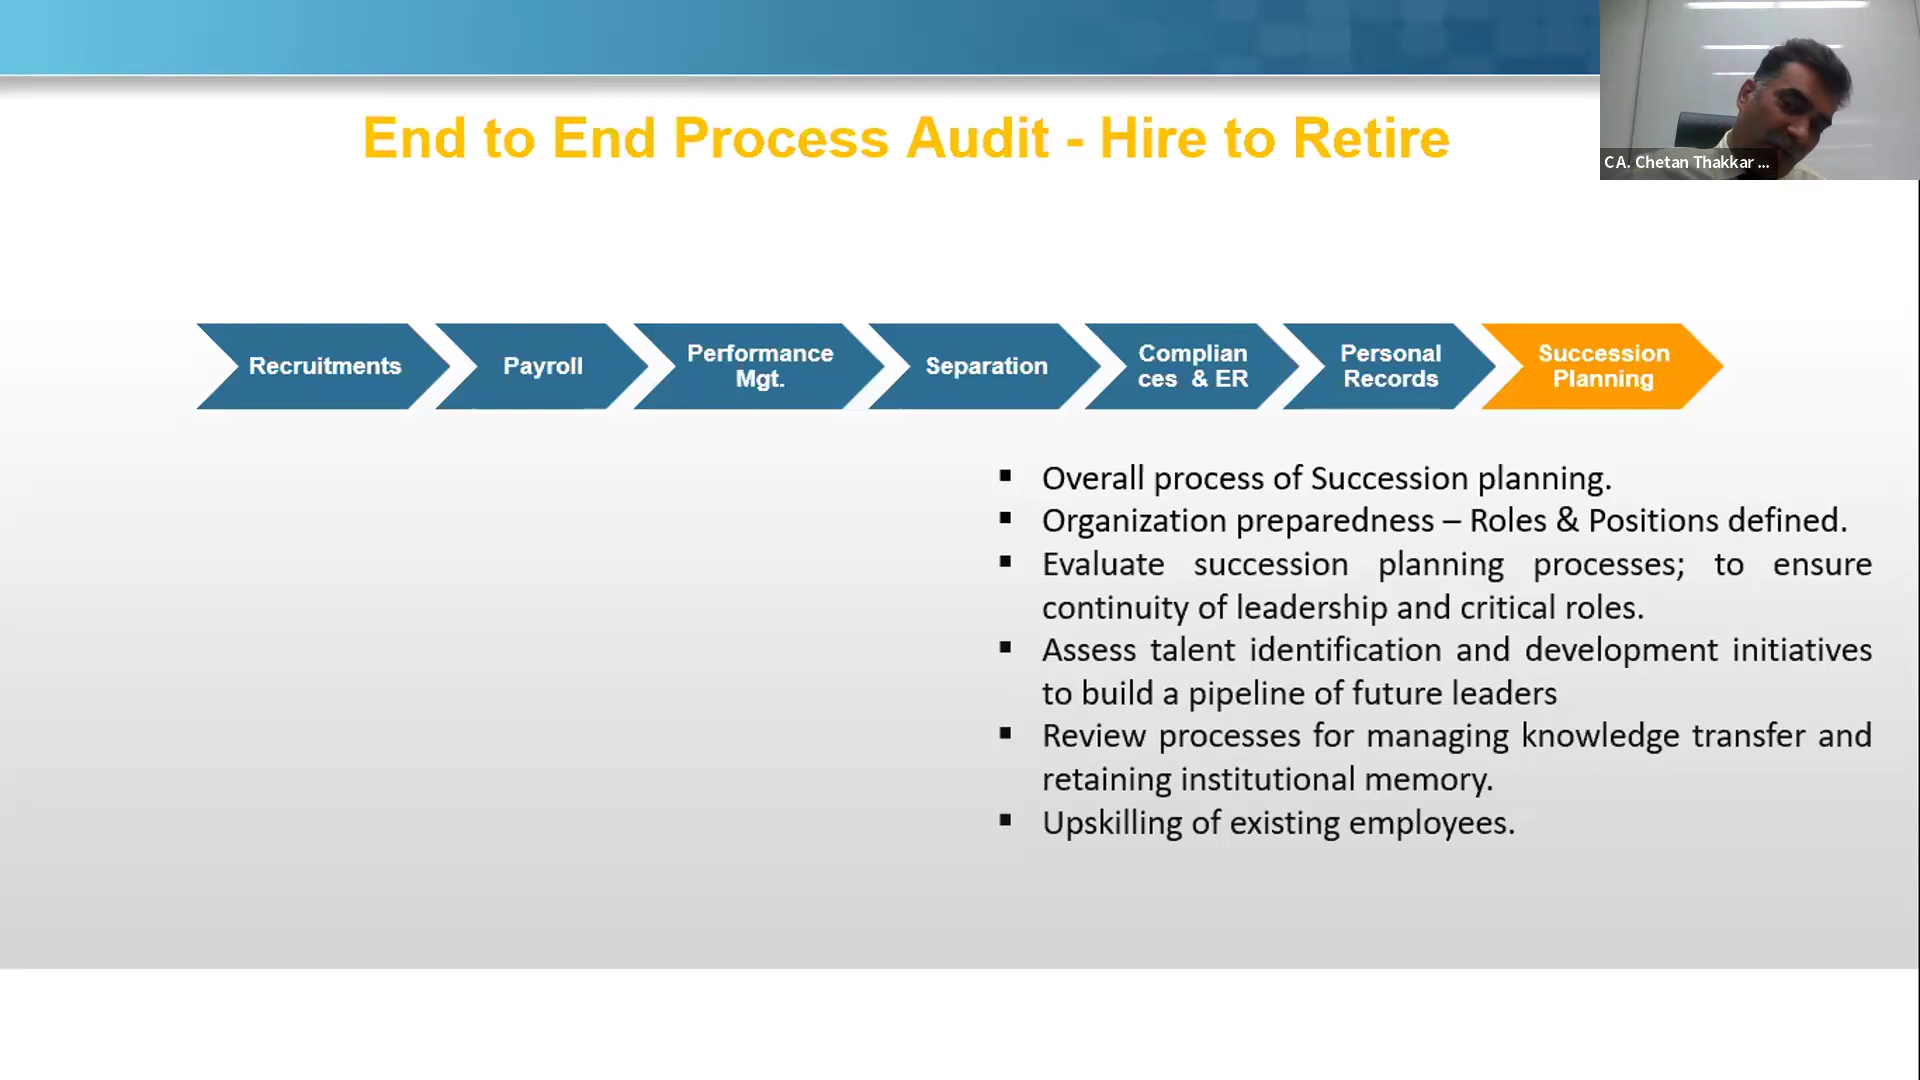 End to End Process Audit - Hire to Retire
CA. Chetan Thakkar ...
Recruitments
Payroll
Performance
Mgt.
Separation
Complian
ces & ER
Personal
Records
Succession
Planning
▪ Overall process of Succession planning.
▪ Organization preparedness – Roles & Positions defined.
▪ Evaluate succession planning processes; to ensure
continuity of leadership and critical roles.
▪ Assess talent identification and development initiatives
to build a pipeline of future leaders
▪ Review processes for managing knowledge transfer and
retaining institutional memory.
▪ Upskilling of existing employees.